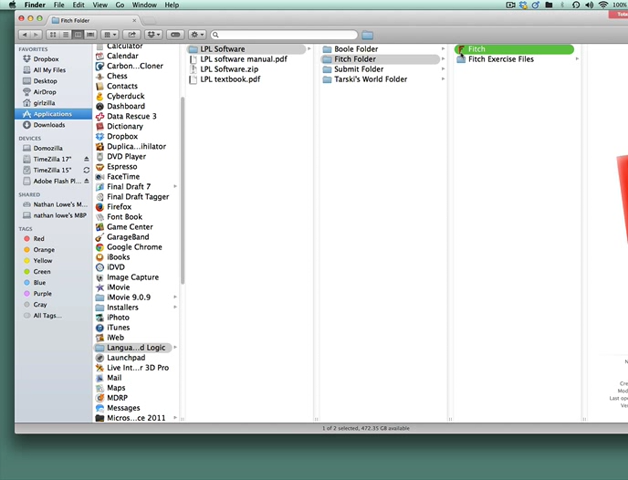 Finder File Edit View Go Window Help 100%
Fitch Folder
FAVORITES
Dropbox
All My Files
Desktop
AirDrop
girlzilla
Applications
Downloads
DEVICES
Domozilla
TimeZilla 17"
TimeZilla 15"
Adobe Flash Pl...
SHARED
Nathan Lowe's M...
nathan lowe's MBP
TAGS
Red
Orange
Yellow
Green
Blue
Purple
Gray
All Tags...
Calculator
Calendar
Carbon...Cloner
Chess
Contacts
Cyberduck
Dashboard
Data Rescue 3
Dictionary
Dropbox
Duplica...ihilator
DVD Player
Espresso
FaceTime
Final Draft 7
Final Draft Tagger
Firefox
Font Book
Game Center
GarageBand
Google Chrome
iBooks
iDVD
Image Capture
iMovie
iMovie 9.0.9
Installers
iPhoto
iTunes
iWeb
Langua...d Logic
Launchpad
Live Int...r 3D Pro
Mail
Maps
MDRP
Messages
Micros...ce 2011
LPL Software
LPL software manual.pdf
LPL Software.zip
LPL textbook.pdf
Boole Folder
Fitch Folder
Submit Folder
Tarski's World Folder
Fitch
Fitch Exercise Files
N
Cre
Mod
Last ope
Ver
1 of 2 selected, 472.35 GB available